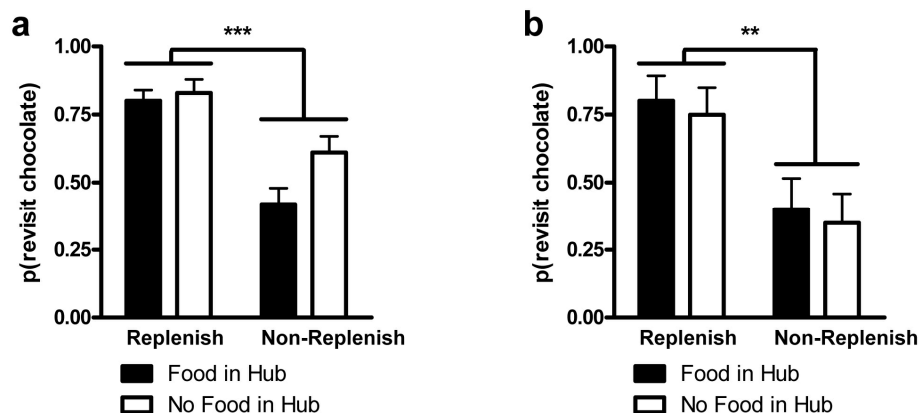 a
***
1.00
0.75
0.50
0.25
0.00
p(revisit chocolate)
Replenish Non-Replenish
Food in Hub
No Food in Hub
b
**
1.00
0.75
0.50
0.25
0.00
p(revisit chocolate)
Replenish Non-Replenish
Food in Hub
No Food in Hub